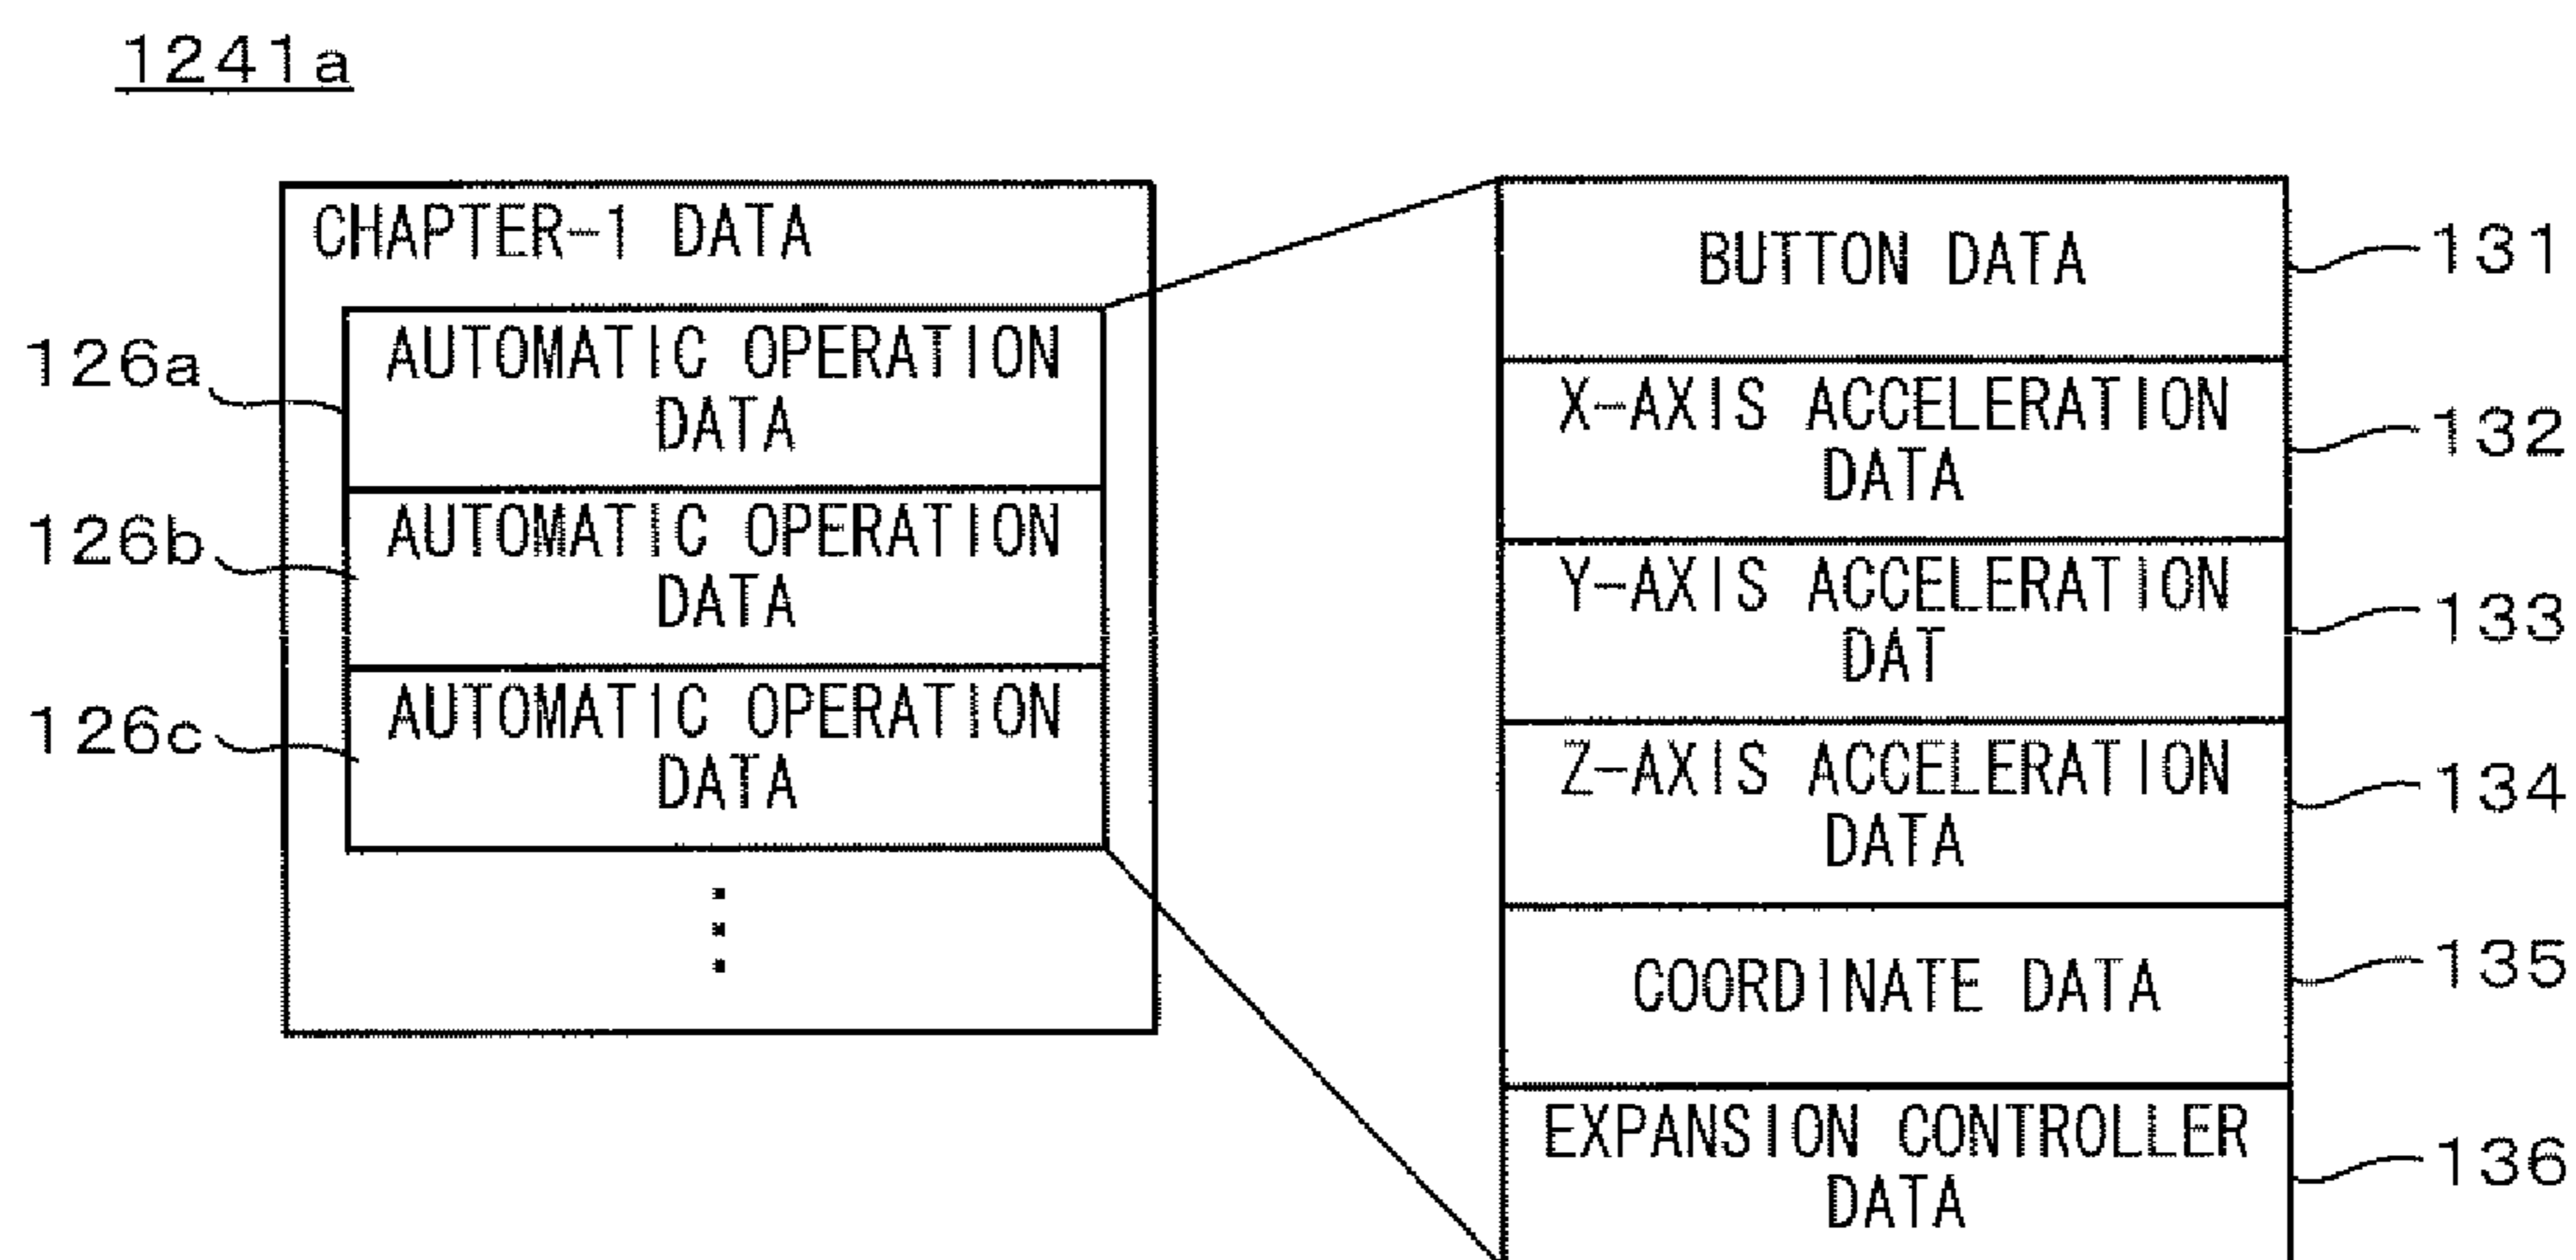 1241a
CHAPTER-1 DATA
126a
AUTOMATIC OPERATION
DATA
126b
AUTOMATIC OPERATION
DATA
126c
AUTOMATIC OPERATION
DATA
BUTTON DATA
131
X-AXIS ACCELERATION
DATA
132
Y-AXIS ACCELERATION
DAT
133
Z-AXIS ACCELERATION
DATA
134
COORDINATE DATA
135
EXPANSION CONTROLLER
DATA
136